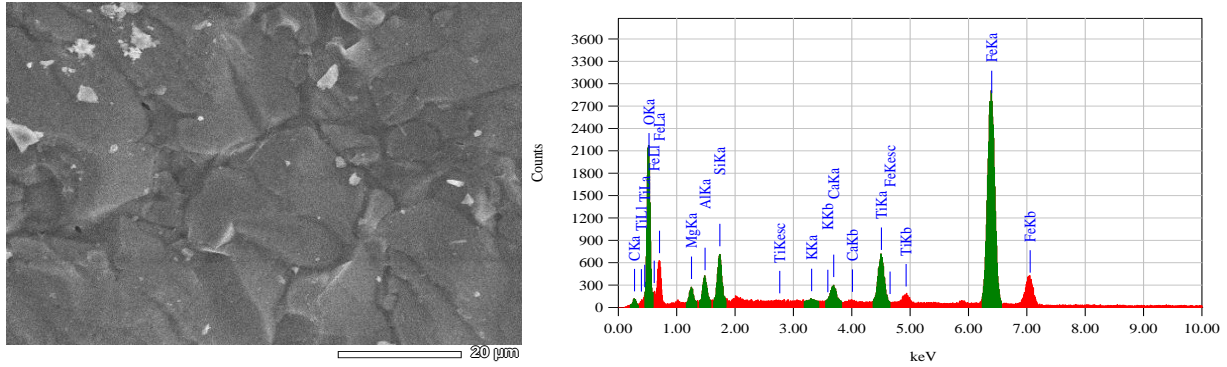 20 µm
Counts
3600
3300
3000
2700
2400
2100
1800
1500
1200
900
600
300
0
CKa
TiLl
TiLa
OKa
FeLl
FeLa
MgKa
AlKa
SiKa
TiKesc
KKa
KKb
CaKa
CaKb
TiKa
FeKesc
TiKb
FeKa
FeKb
0.00 1.00 2.00 3.00 4.00 5.00 6.00 7.00 8.00 9.00 10.00
keV